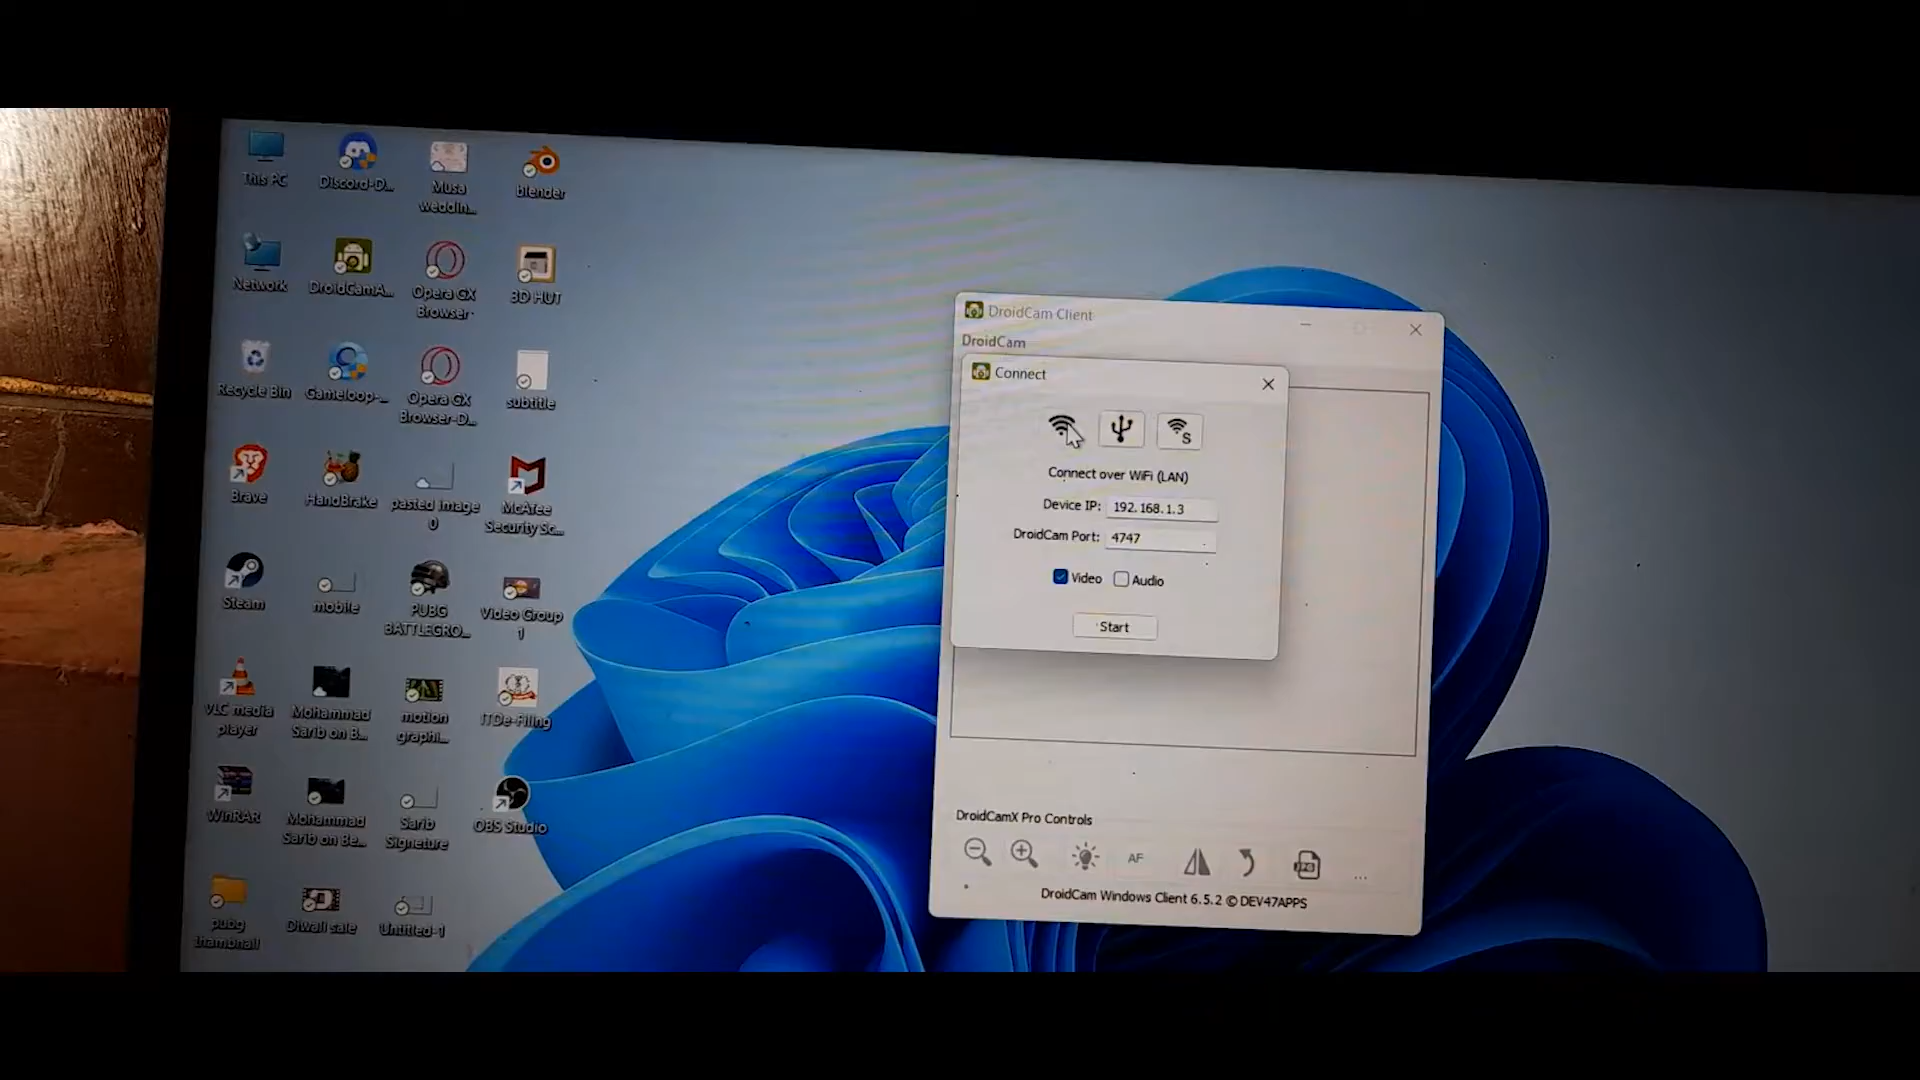 This PC
Discord-D...
Musa
weddin...
blender
Network
DroidCamA...
Opera GX
Browser
3D HUT
Recycle Bin
Gameloop-...
Opera GX
Browser-D...
subtitle
Brave
HandBrake
pasted image
0
McAfee
Security Sc...
Steam
mobile
PUBG
BATTLEGRO...
Video Group
1
VLC media
player
Mohammad
Sarib on B...
motion
graphi...
ITDe-Filing
WinRAR
Mohammad
Sarib on Be...
Sarib
Signeture
OBS Studio
pubg
thambnail
Diwali sale
Untitled-1
DroidCam Client
DroidCam
Connect
S
Connect over WiFi (LAN)
Device IP: 192.168.1.3
DroidCam Port: 4747
Video Audio
Start
DroidCamX Pro Controls
AF
JPG
...
DroidCam Windows Client 6.5.2 © DEV47APPS